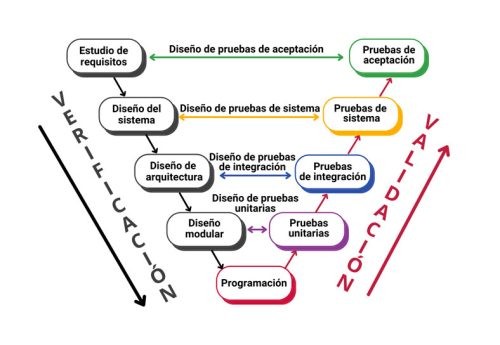 Estudio de
requisitos
Diseño de pruebas de aceptación
Pruebas de
aceptación
Diseño del
sistema
Diseño de pruebas de sistema
Pruebas de
sistema
Diseño de
arquitectura
Diseño de pruebas
de integración
Pruebas
de integración
Diseño
modular
Diseño de pruebas
unitarias
Pruebas
unitarias
Programación
VERIFICACIÓN
VALIDACIÓN